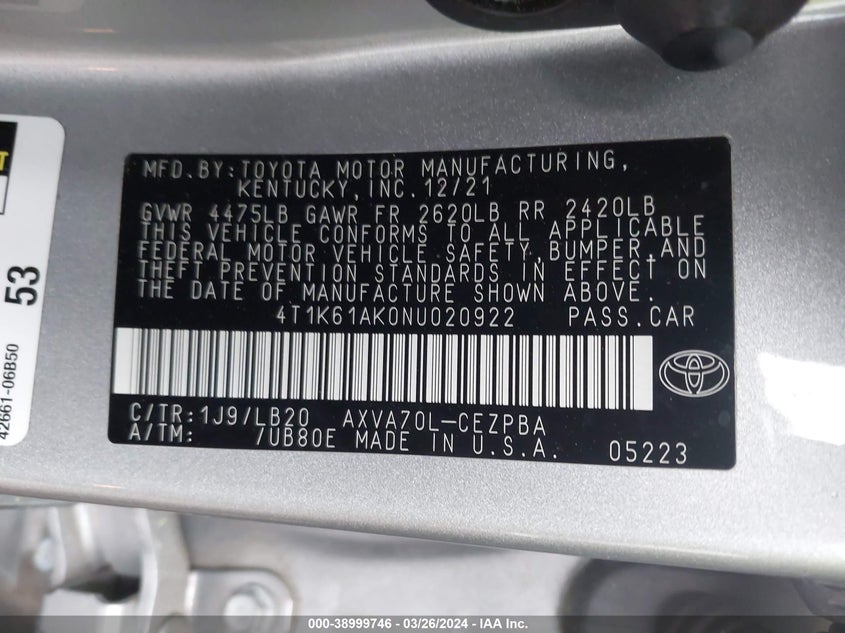 MFD. BY: TOYOTA MOTOR MANUFACTURING,
KENTUCKY, INC. 12/21
GVWR 4475LB GAWR FR 2620LB RR 2420LB
THIS VEHICLE CONFORMS TO ALL APPLICABLE
FEDERAL MOTOR VEHICLE SAFETY, BUMPER, AND
THEFT PREVENTION STANDARDS IN EFFECT ON
THE DATE OF MANUFACTURE SHOWN ABOVE.
4T1K61AK0NU020922 PASS. CAR
C/TR: 1J9/LB20 AXVA70L-CEZPBA
A/TM: /UB80E MADE IN U.S.A. 05223
53
42661-06B50
000-38999746 - 03/26/2024 - IAA Inc.